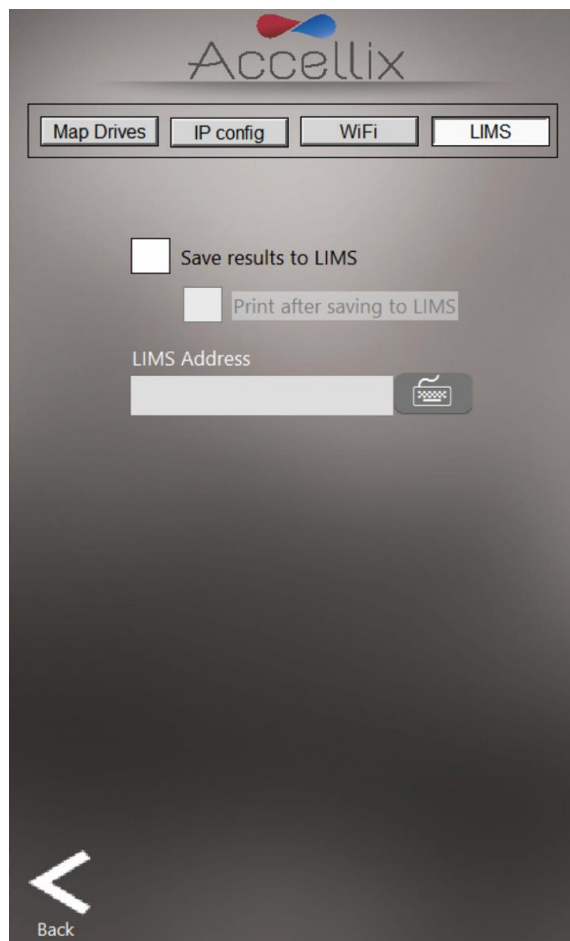 Accellix
Map Drives IP config WiFi LIMS
Save results to LIMS
Print after saving to LIMS
LIMS Address
Back